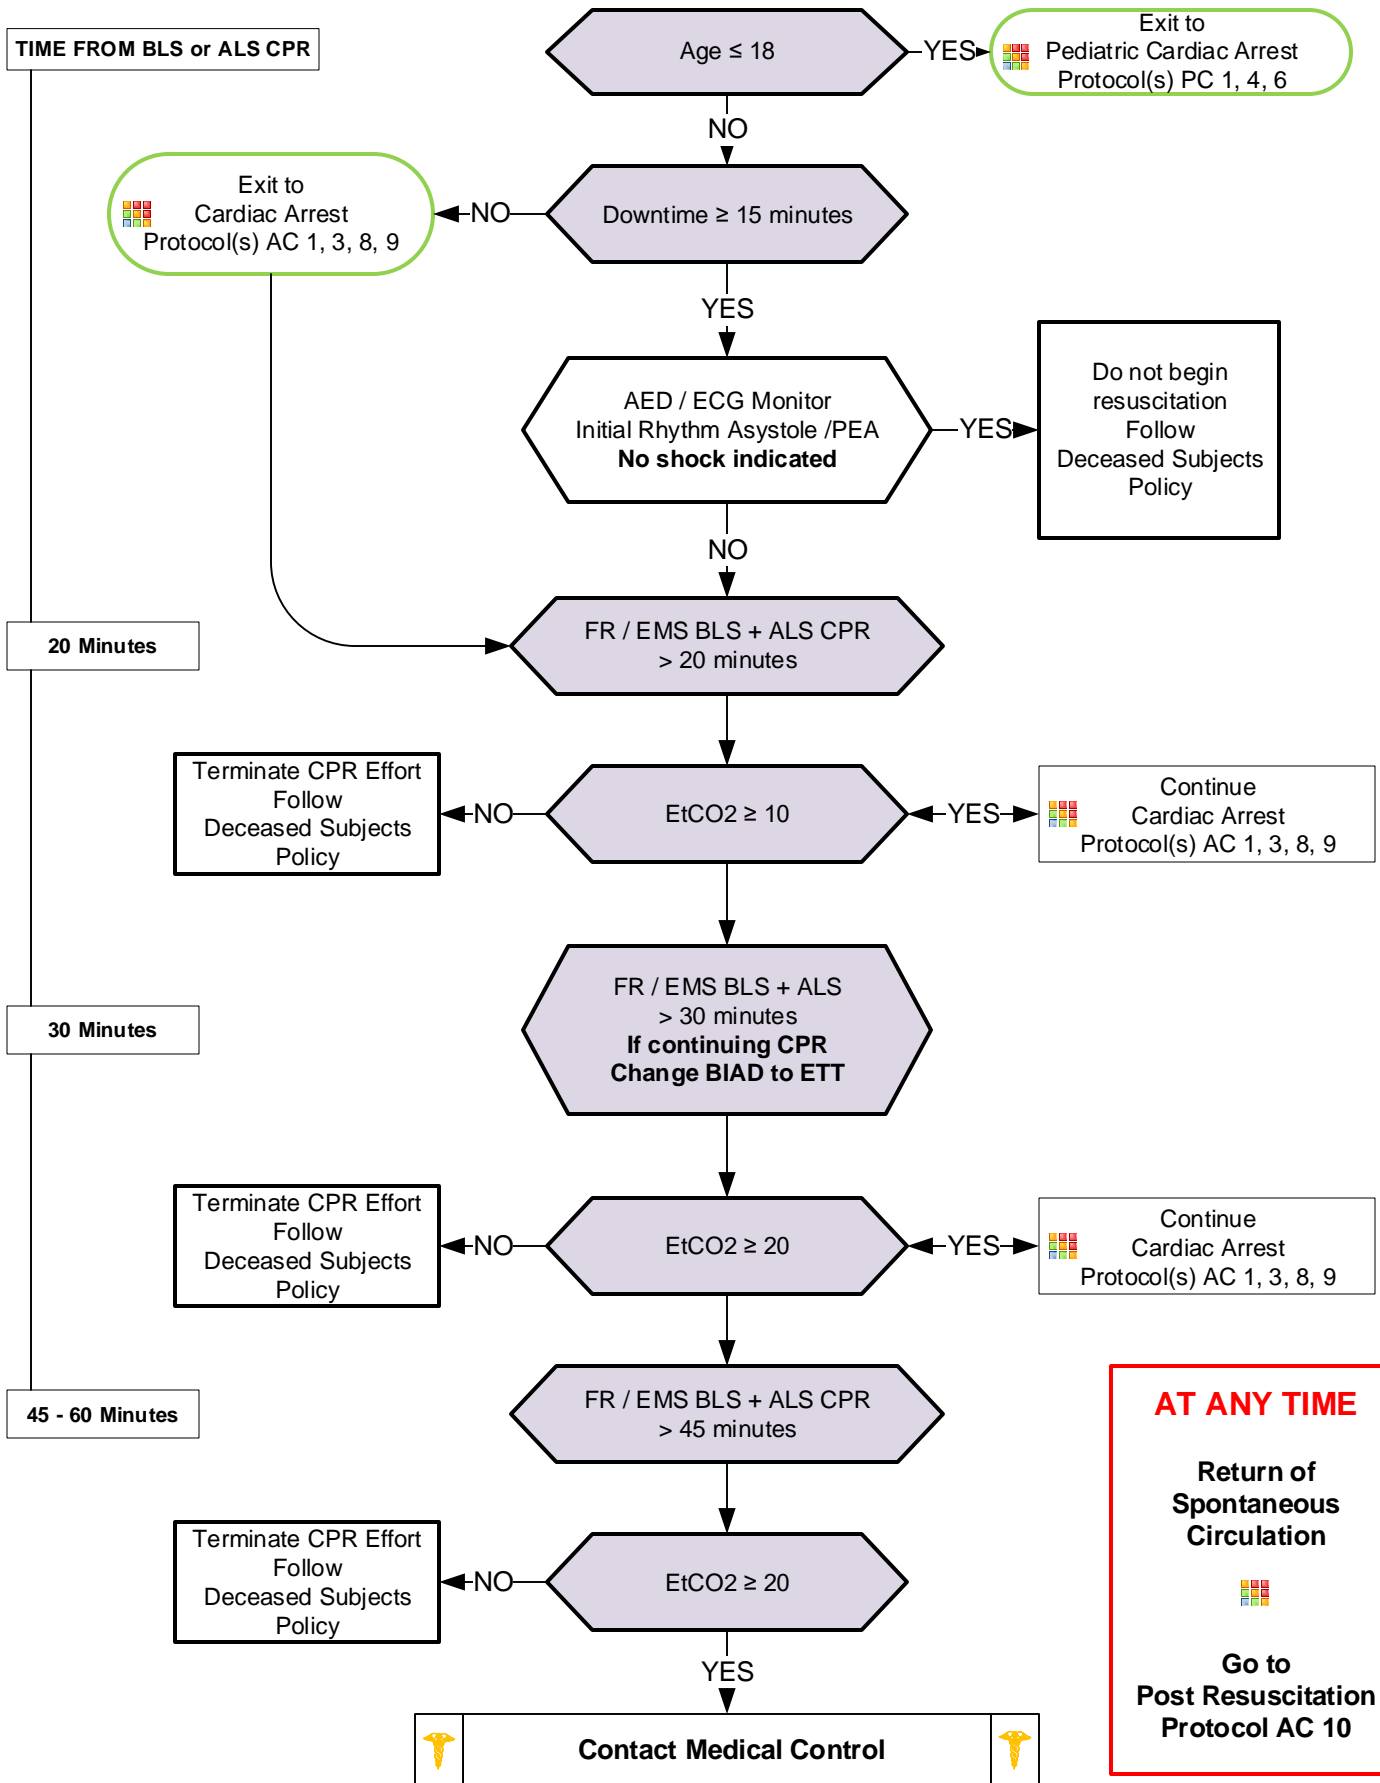 TIME FROM BLS or ALS CPR
Age ≤ 18
YES
Exit to
Pediatric Cardiac Arrest
Protocol(s) PC 1, 4, 6
NO
Exit to
Cardiac Arrest
Protocol(s) AC 1, 3, 8, 9
NO
Downtime ≥ 15 minutes
YES
AED / ECG Monitor
Initial Rhythm Asystole /PEA
No shock indicated
YES
Do not begin
resuscitation
Follow
Deceased Subjects
Policy
NO
20 Minutes
FR / EMS BLS + ALS CPR
> 20 minutes
Terminate CPR Effort
Follow
Deceased Subjects
Policy
NO
EtCO2 ≥ 10
YES
Continue
Cardiac Arrest
Protocol(s) AC 1, 3, 8, 9
30 Minutes
FR / EMS BLS + ALS
> 30 minutes
If continuing CPR
Change BIAD to ETT
Terminate CPR Effort
Follow
Deceased Subjects
Policy
NO
EtCO2 ≥ 20
YES
Continue
Cardiac Arrest
Protocol(s) AC 1, 3, 8, 9
45 - 60 Minutes
FR / EMS BLS + ALS CPR
> 45 minutes
Terminate CPR Effort
Follow
Deceased Subjects
Policy
NO
EtCO2 ≥ 20
YES
Contact Medical Control
AT ANY TIME
Return of
Spontaneous
Circulation
Go to
Post Resuscitation
Protocol AC 10